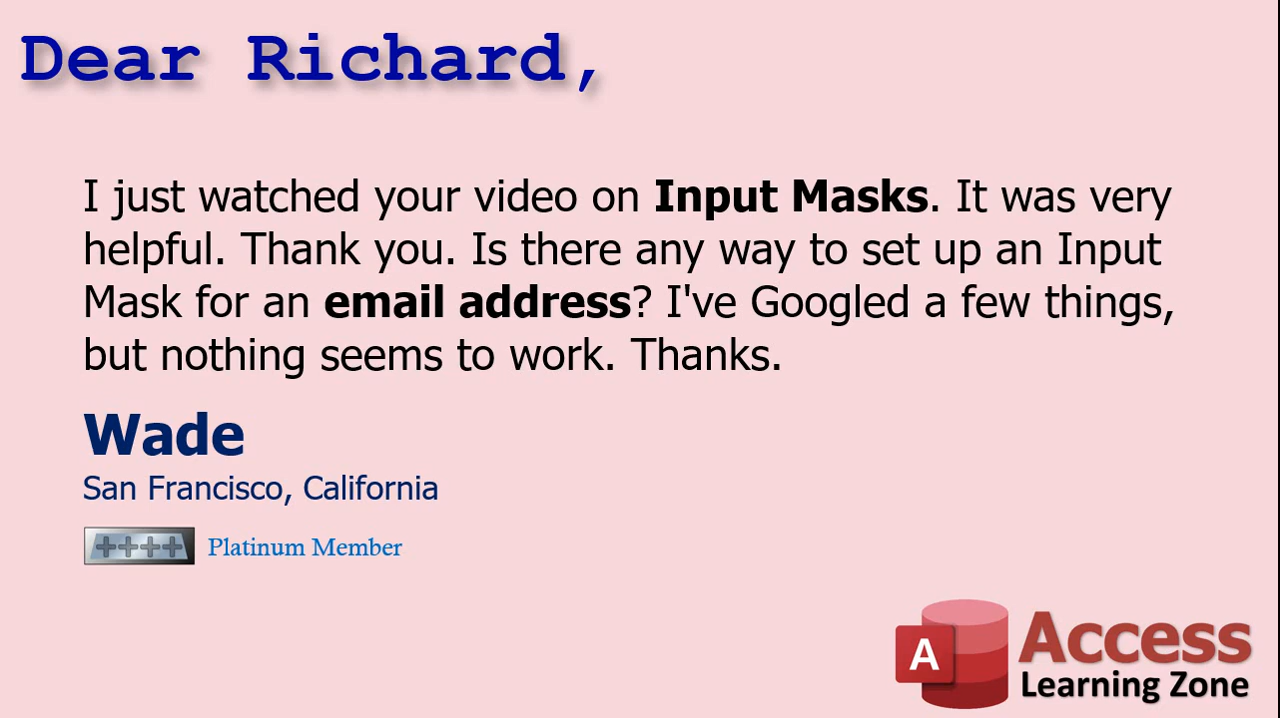 Dear Richard,
I just watched your video on Input Masks. It was very
helpful. Thank you. Is there any way to set up an Input
Mask for an email address? I've Googled a few things,
but nothing seems to work. Thanks.
Wade
San Francisco, California
Platinum Member
A
Access
Learning Zone